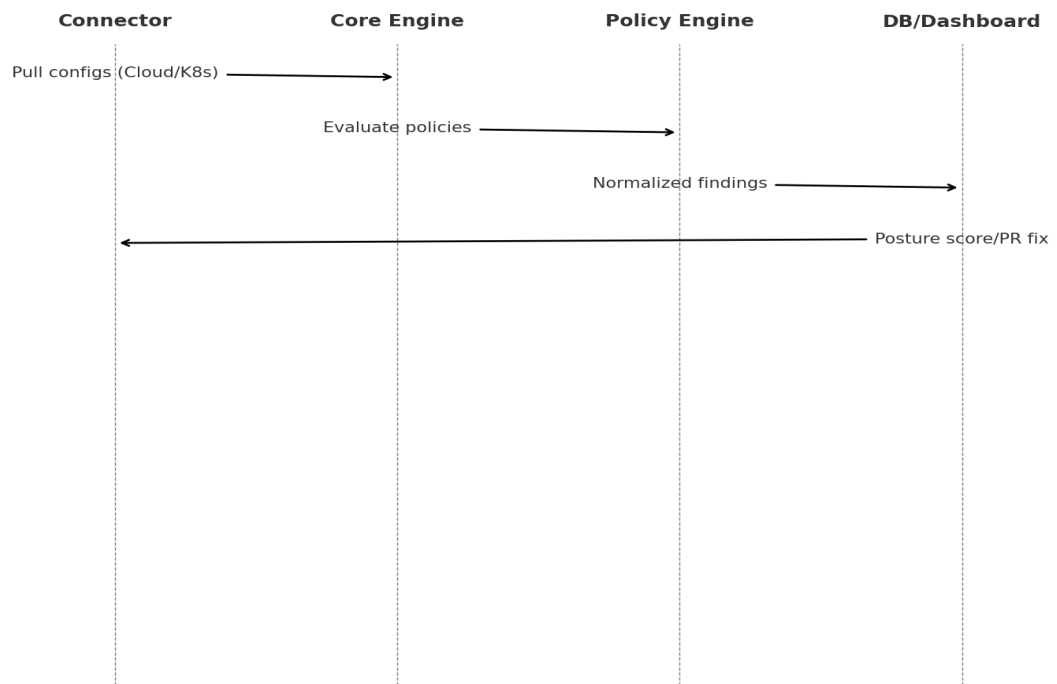 Connector Core Engine Policy Engine DB/Dashboard
Pull configs (Cloud/K8s)
Evaluate policies
Normalized findings
Posture score/PR fix